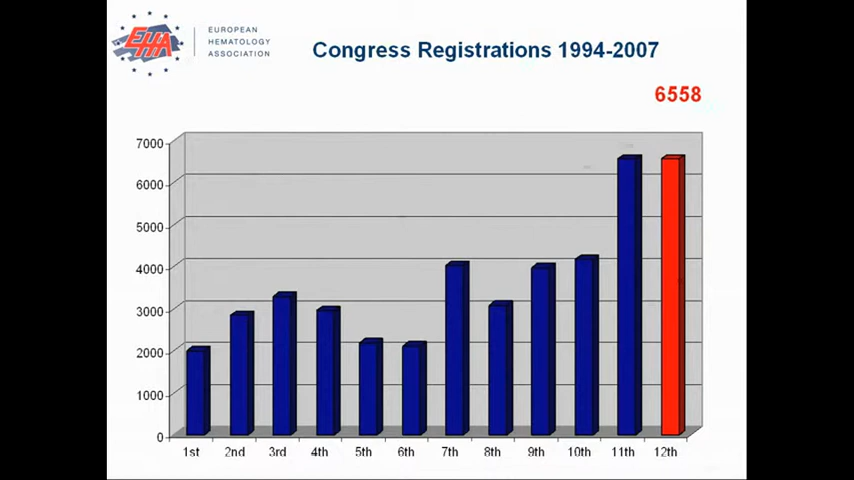 EHA
EUROPEAN
HEMATOLOGY
ASSOCIATION
Congress Registrations 1994-2007
6558
7000
6000
5000
4000
3000
2000
1000
0
1st 2nd 3rd 4th 5th 6th 7th 8th 9th 10th 11th 12th